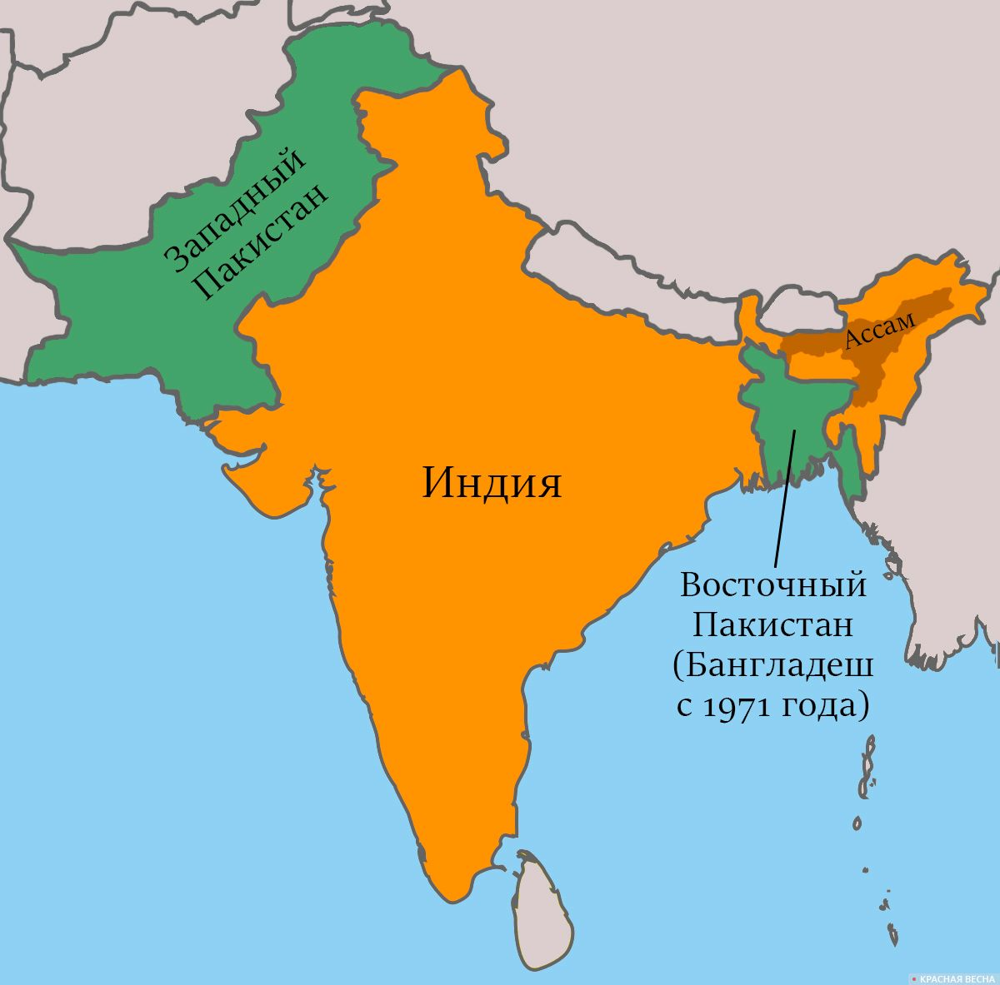 Западный
Пакистан
Ассам
Индия
Восточный
Пакистан
(Бангладеш
с 1971 года)
КРАСНАЯ ВЕСНА